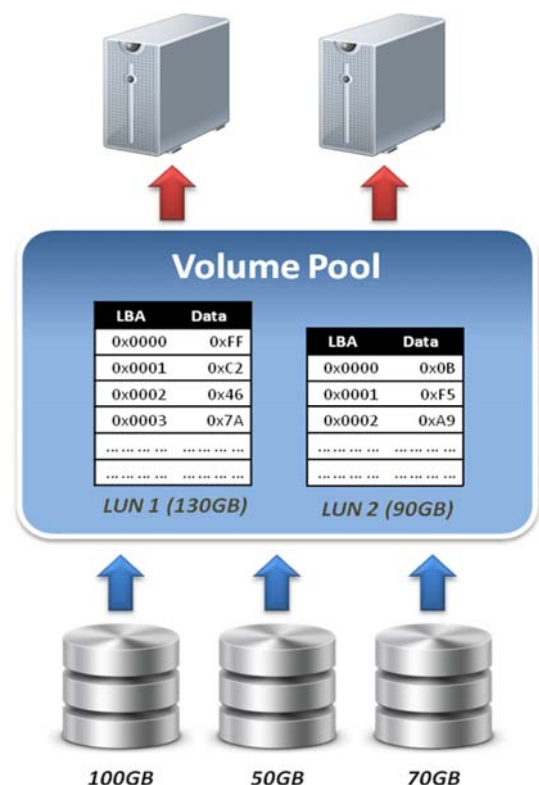 Volume Pool
LBA Data
0x0000 0xFF
0x0001 0xC2
0x0002 0x46
0x0003 0x7A
... ... ... ... ... ... ... ...
... ... ... ... ... ... ... ...
LUN 1 (130GB)
LBA Data
0x0000 0x0B
0x0001 0xF5
0x0002 0xA9
... ... ... ... ... ... ... ...
... ... ... ... ... ... ... ...
LUN 2 (90GB)
100GB 50GB 70GB